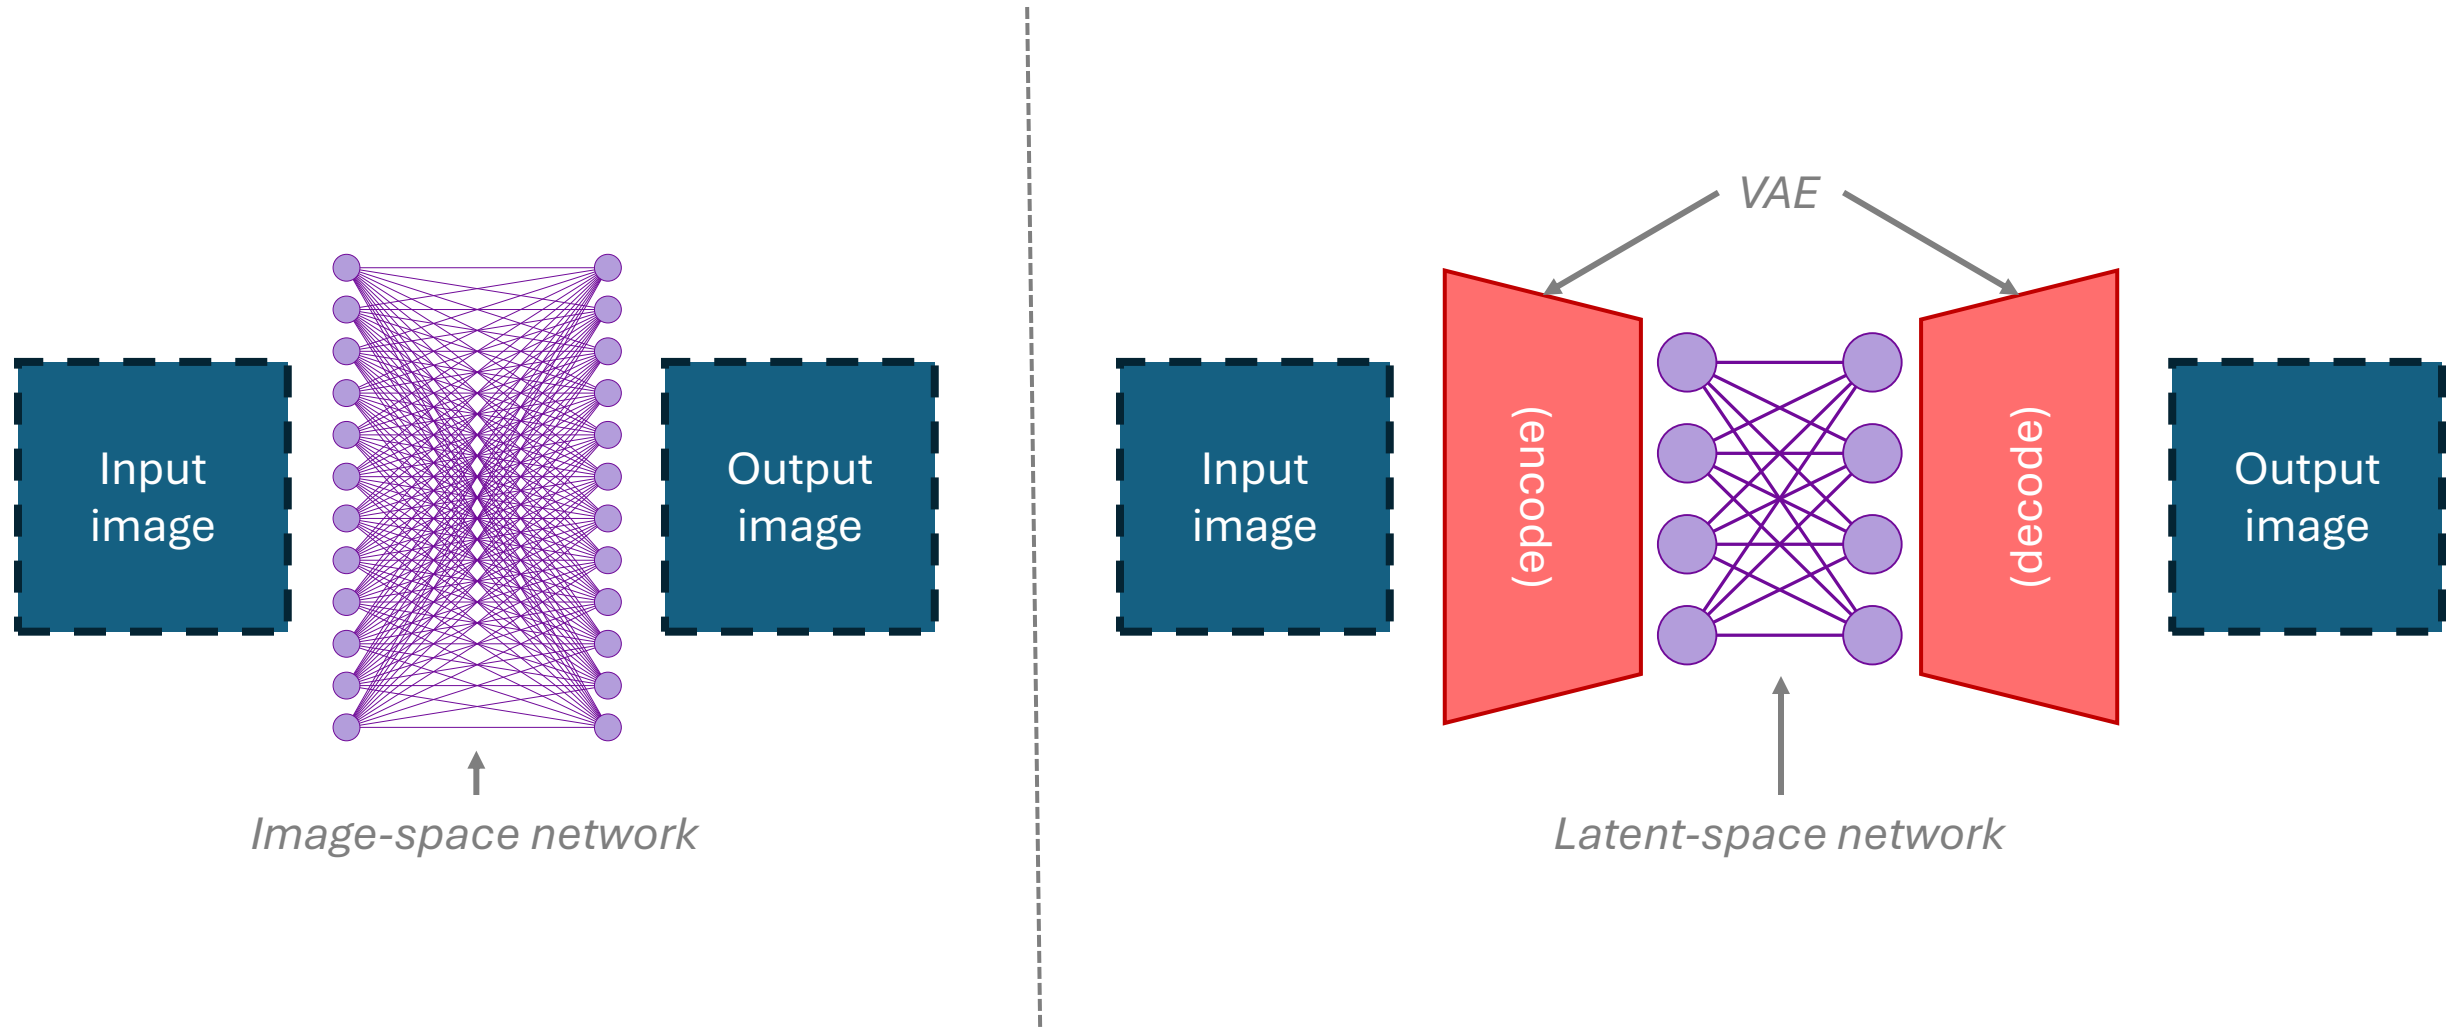 Input
image
Output
image
Image-space network
VAE
Input
image
(encode)
(decode)
Output
image
Latent-space network